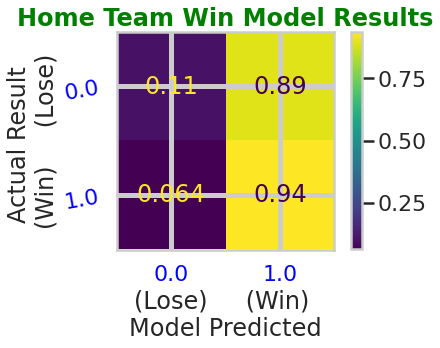 Home Team Win Model Results
Actual Result
(Win) (Lose)
0.0
1.0
0.11 0.89
0.064 0.94
0.75
0.50
0.25
0.0 1.0
(Lose) (Win)
Model Predicted